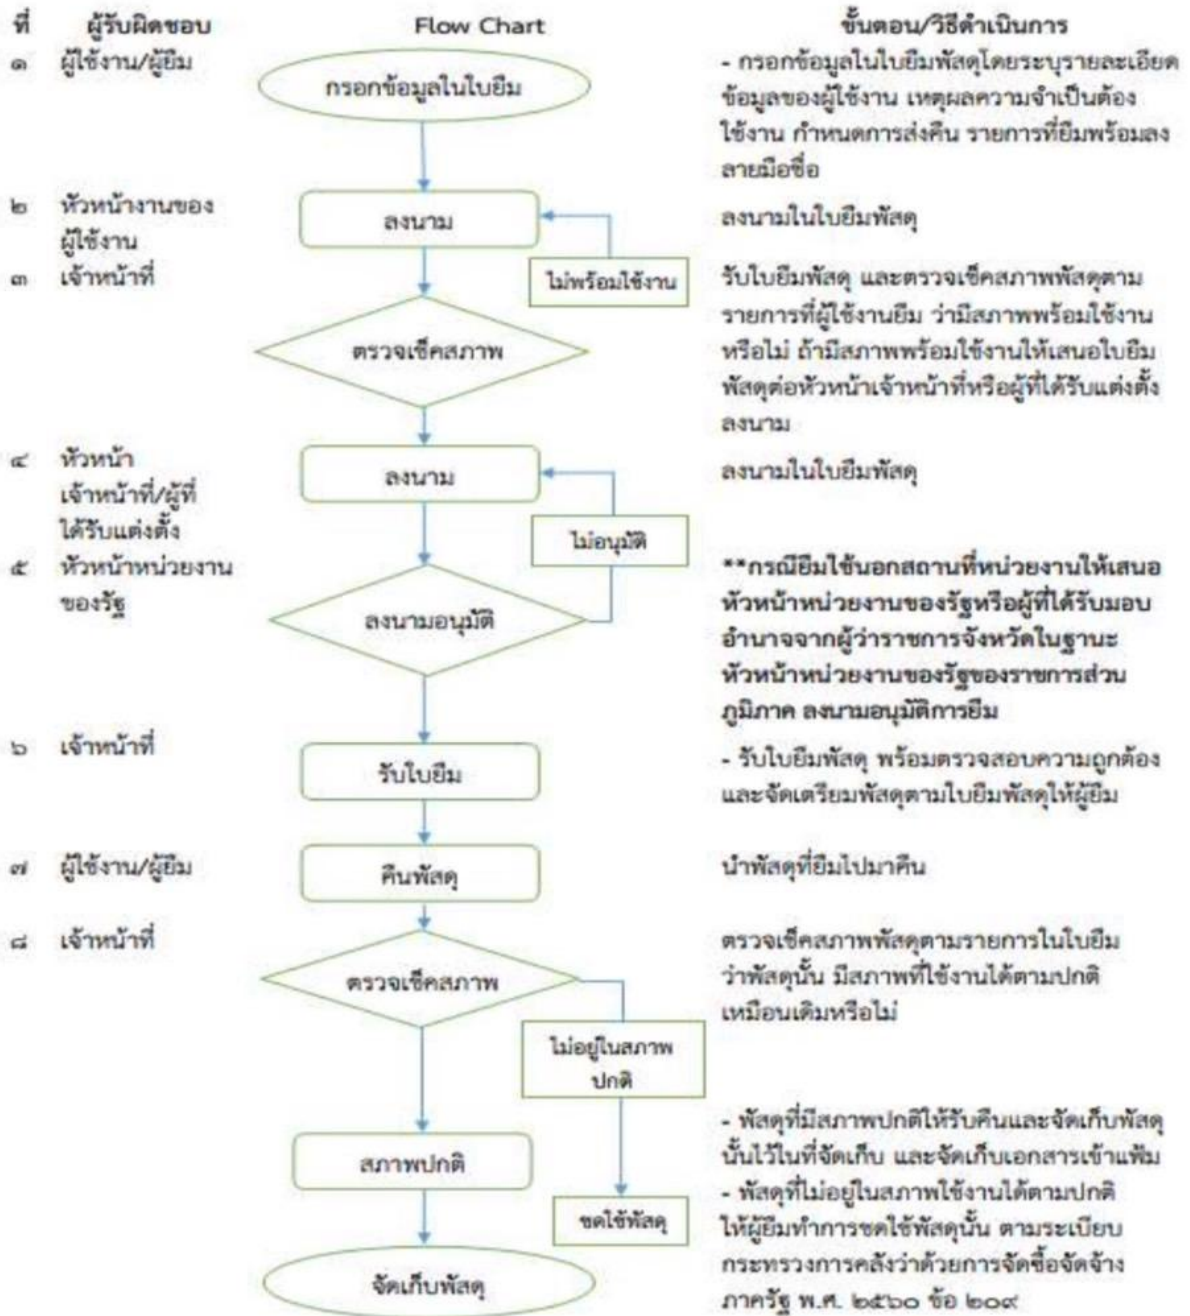 ที่ ผู้รับผิดชอบ Flow Chart ขั้นตอน/วิธีดำเนินการ
๑ ผู้ใช้งาน/ผู้ยืม
กรอกข้อมูลในใบยืม
- กรอกข้อมูลในใบยืมพัสดุโดยระบุรายละเอียด
ข้อมูลของผู้ใช้งาน เหตุผลความจำเป็นต้อง
ใช้งาน กำหนดการส่งคืน รายการที่ยืมพร้อมลง
ลายมือชื่อ
๒ หัวหน้างานของ
ผู้ใช้งาน
ลงนาม
ลงนามในใบยืมพัสดุ
ไม่พร้อมใช้งาน
๓ เจ้าหน้าที่
ตรวจเช็คสภาพ
รับใบยืมพัสดุ และตรวจเช็คสภาพพัสดุตาม
รายการที่ผู้ใช้งานยืม ว่ามีสภาพพร้อมใช้งาน
หรือไม่ ถ้ามีสภาพพร้อมใช้งานให้เสนอใบยืม
พัสดุต่อหัวหน้าเจ้าหน้าที่หรือผู้ที่ได้รับแต่งตั้ง
ลงนาม
๔ หัวหน้า
เจ้าหน้าที่/ผู้ที่
ได้รับแต่งตั้ง
ลงนาม
ลงนามในใบยืมพัสดุ
ไม่อนุมัติ
๕ หัวหน้าหน่วยงาน
ของรัฐ
ลงนามอนุมัติ
**กรณียืมใช้นอกสถานที่หน่วยงานให้เสนอ
หัวหน้าหน่วยงานของรัฐหรือผู้ที่ได้รับมอบ
อำนาจจากผู้ว่าราชการจังหวัดในฐานะ
หัวหน้าหน่วยงานของรัฐของราชการส่วน
ภูมิภาค ลงนามอนุมัติการยืม
๖ เจ้าหน้าที่
รับใบยืม
- รับใบยืมพัสดุ พร้อมตรวจสอบความถูกต้อง
และจัดเตรียมพัสดุตามใบยืมพัสดุให้ผู้ยืม
๗ ผู้ใช้งาน/ผู้ยืม
คืนพัสดุ
นำพัสดุที่ยืมไปมาคืน
๘ เจ้าหน้าที่
ตรวจเช็คสภาพ
ตรวจเช็คสภาพพัสดุตามรายการในใบยืม
ว่าพัสดุนั้น มีสภาพที่ใช้งานได้ตามปกติ
เหมือนเดิมหรือไม่
ไม่อยู่ในสภาพ
ปกติ
สภาพปกติ
ชดใช้พัสดุ
จัดเก็บพัสดุ
- พัสดุที่มีสภาพปกติให้รับคืนและจัดเก็บพัสดุ
นั้นไว้ในที่จัดเก็บ และจัดเก็บเอกสารเข้าแฟ้ม
- พัสดุที่ไม่อยู่ในสภาพใช้งานได้ตามปกติ
ให้ผู้ยืมทำการชดใช้พัสดุนั้น ตามระเบียบ
กระทรวงการคลังว่าด้วยการจัดซื้อจัดจ้าง
ภาครัฐ พ.ศ. ๒๕๖๐ ข้อ ๒๐๙